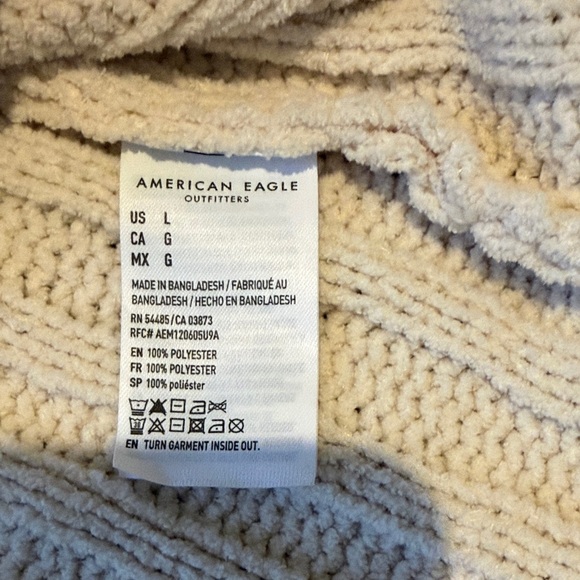 AMERICAN EAGLE
OUTFITTERS
US L
CA G
MX G
MADE IN BANGLADESH / FABRIQUÉ AU
BANGLADESH / HECHO EN BANGLADESH
RN 54485 / CA 03873
RFC# AEM120605U9A
EN 100% POLYESTER
FR 100% POLYESTER
SP 100% poliéster
EN TURN GARMENT INSIDE OUT.